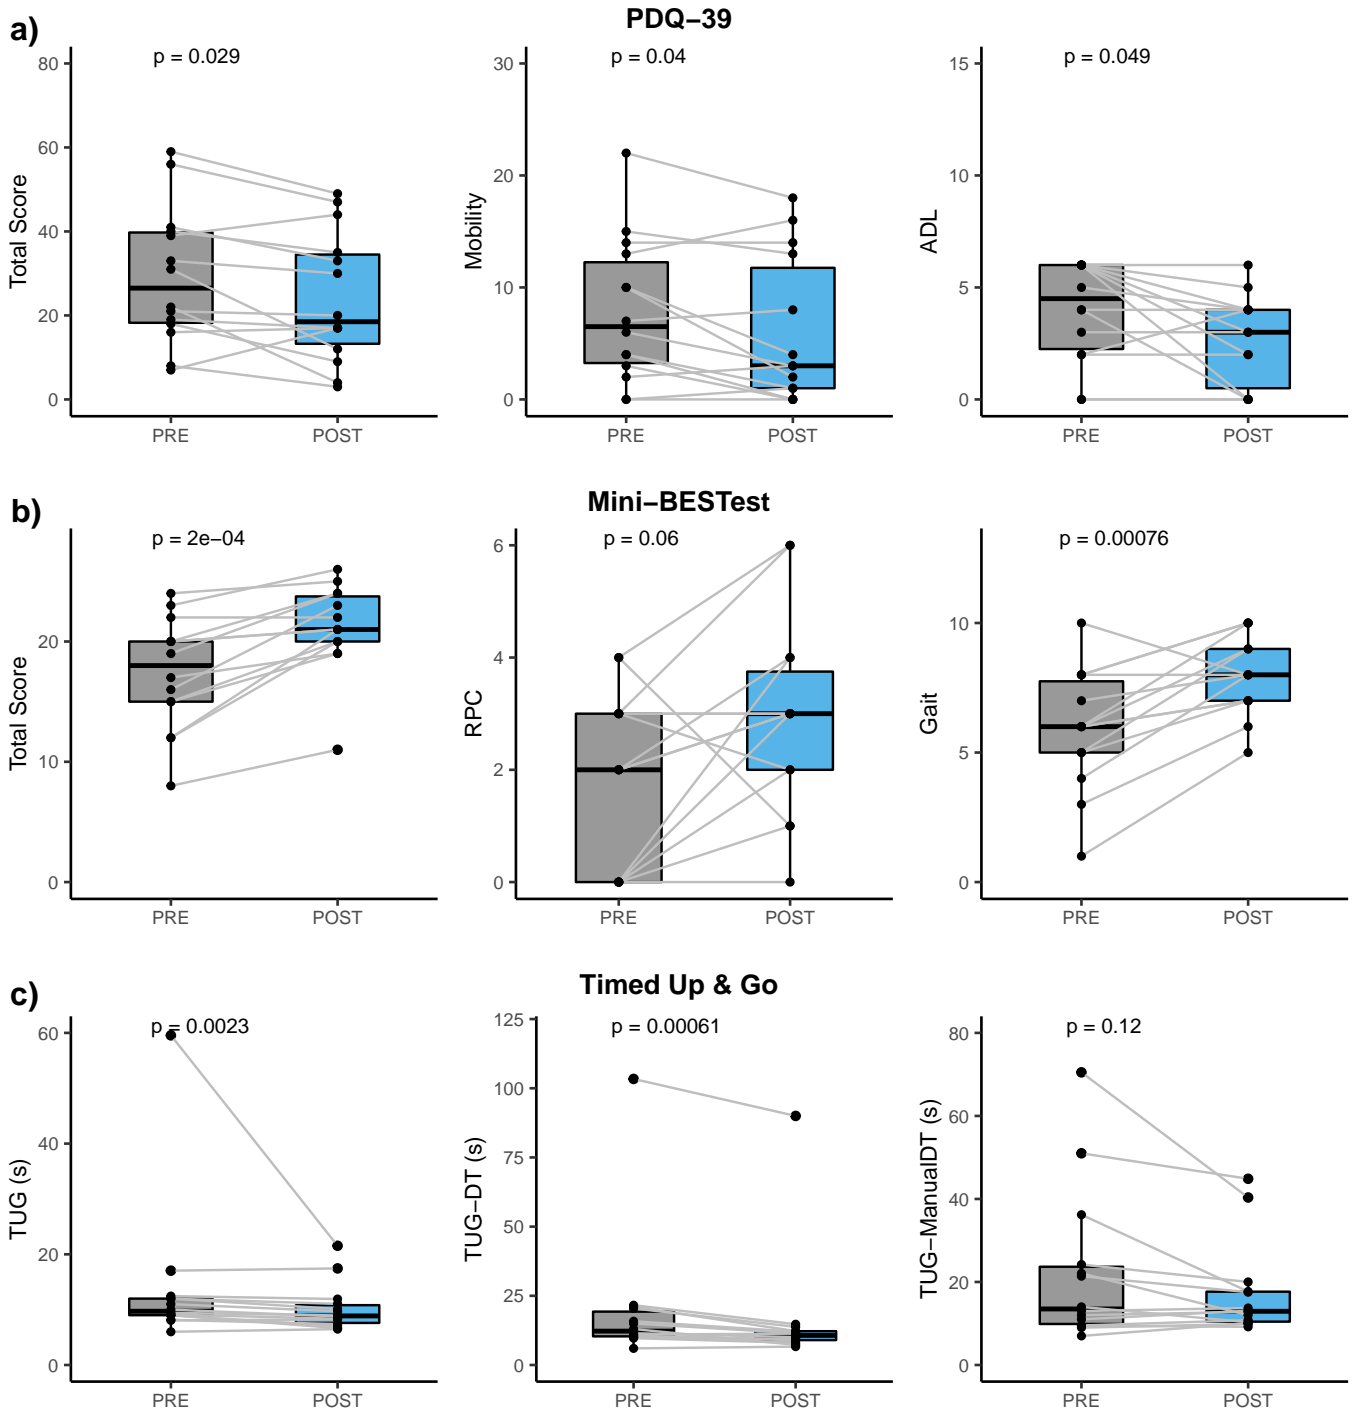 a)
PDQ−39
p = 0.029
p = 0.04
p = 0.049
Total Score
80
60
40
20
0
PRE
POST
Mobility
30
20
10
0
PRE
POST
ADL
15
10
5
0
PRE
POST
b)
Mini−BESTest
p = 2e−04
p = 0.06
p = 0.00076
Total Score
20
10
0
PRE
POST
RPC
6
4
2
0
PRE
POST
Gait
10
5
0
PRE
POST
c)
Timed Up & Go
p = 0.0023
p = 0.00061
p = 0.12
TUG (s)
60
40
20
0
PRE
POST
TUG−DT (s)
125
100
75
50
25
0
PRE
POST
TUG−ManualDT (s)
80
60
40
20
0
PRE
POST